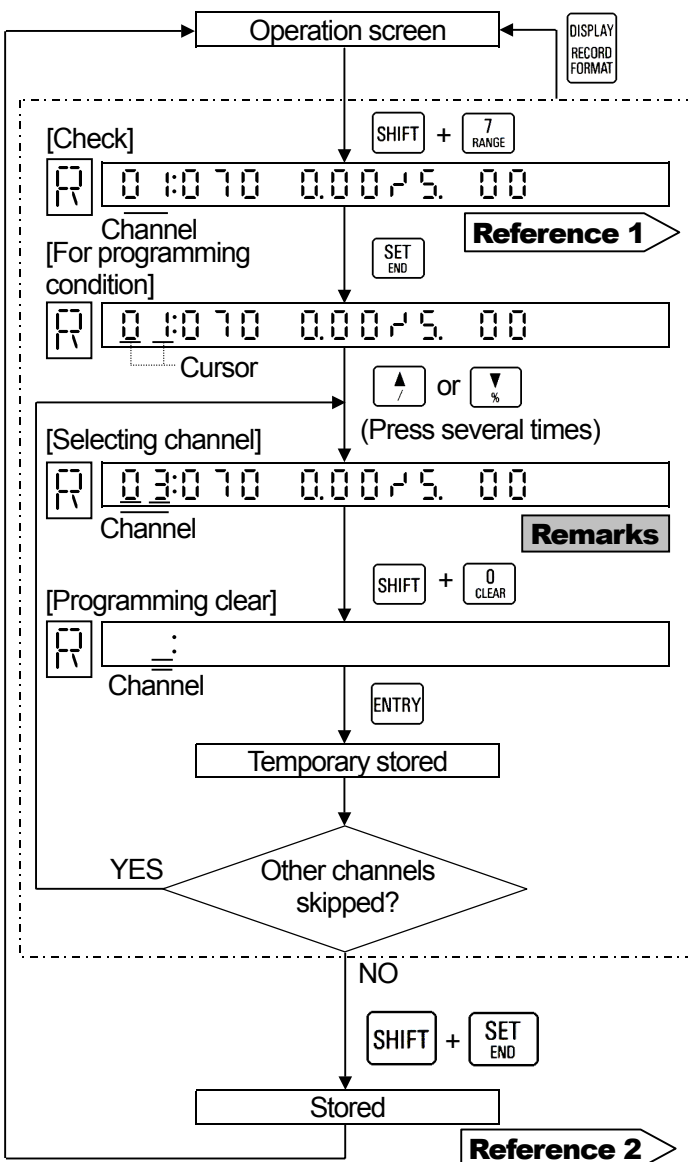 Operation screen
DISPLAY
RECORD
FORMAT
SHIFT + 7
RANGE
[Check]
R 01:070 0.00/5. 00
Channel
Reference 1
[For programming
condition]
SET
END
R 01:070 0.00/5. 00
Cursor
▲
/
or
▼
%
(Press several times)
[Selecting channel]
R 03:070 0.00/5. 00
Channel
Remarks
SHIFT + 0
CLEAR
[Programming clear]
R :
Channel
ENTRY
Temporary stored
YES
Other channels
skipped?
NO
SHIFT + SET
END
Stored
Reference 2